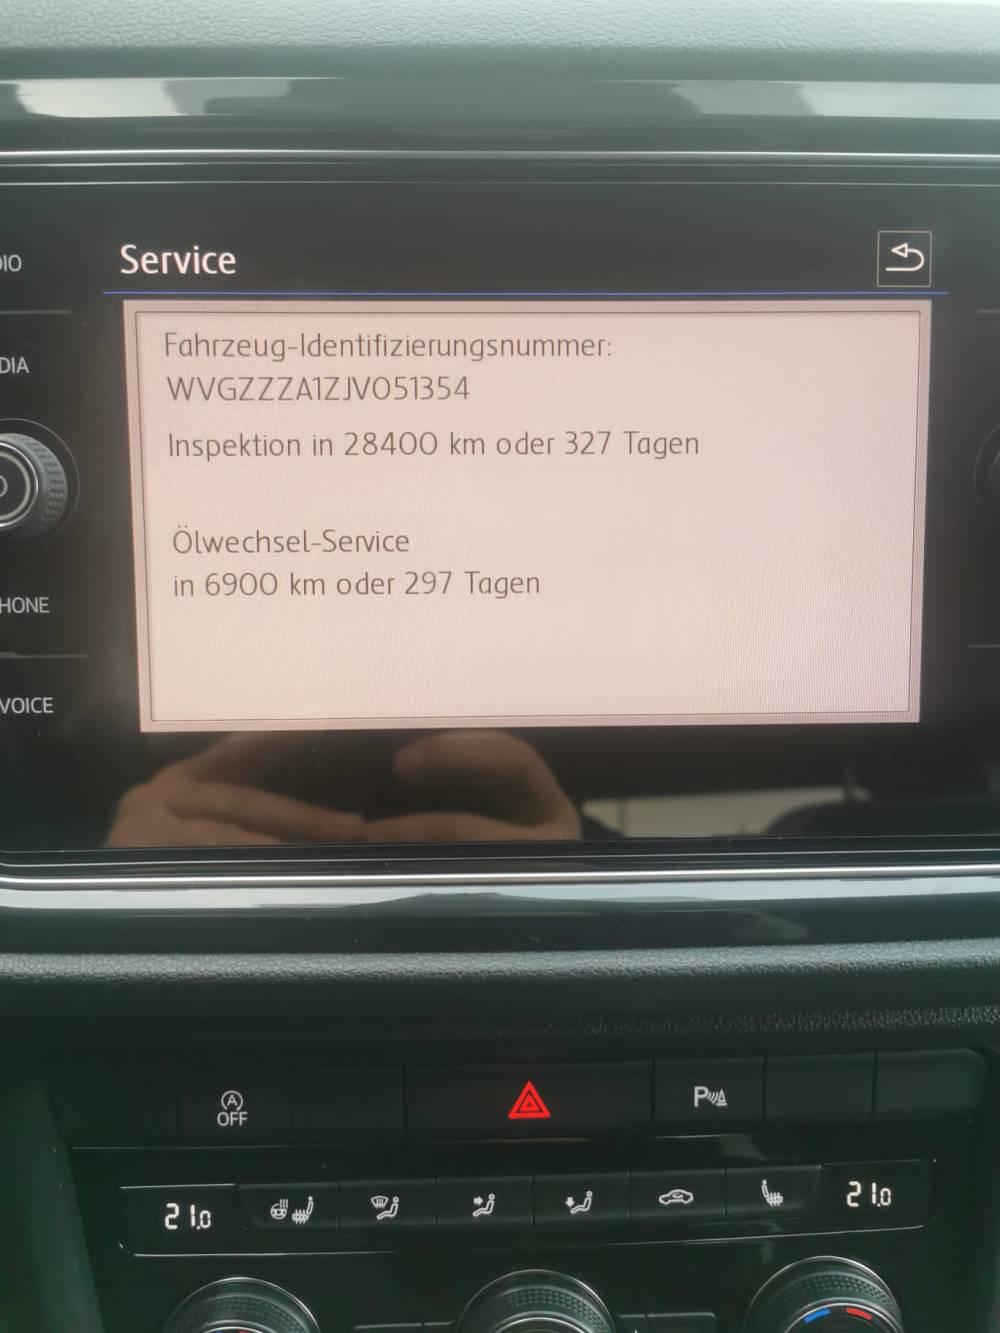 Service
Fahrzeug-Identifizierungsnummer:
WVGZZZA1ZJV051354
Inspektion in 28400 km oder 327 Tagen
Ölwechsel-Service
in 6900 km oder 297 Tagen
DIO
DIA
HONE
VOICE
A
OFF
P
21.0
21.0